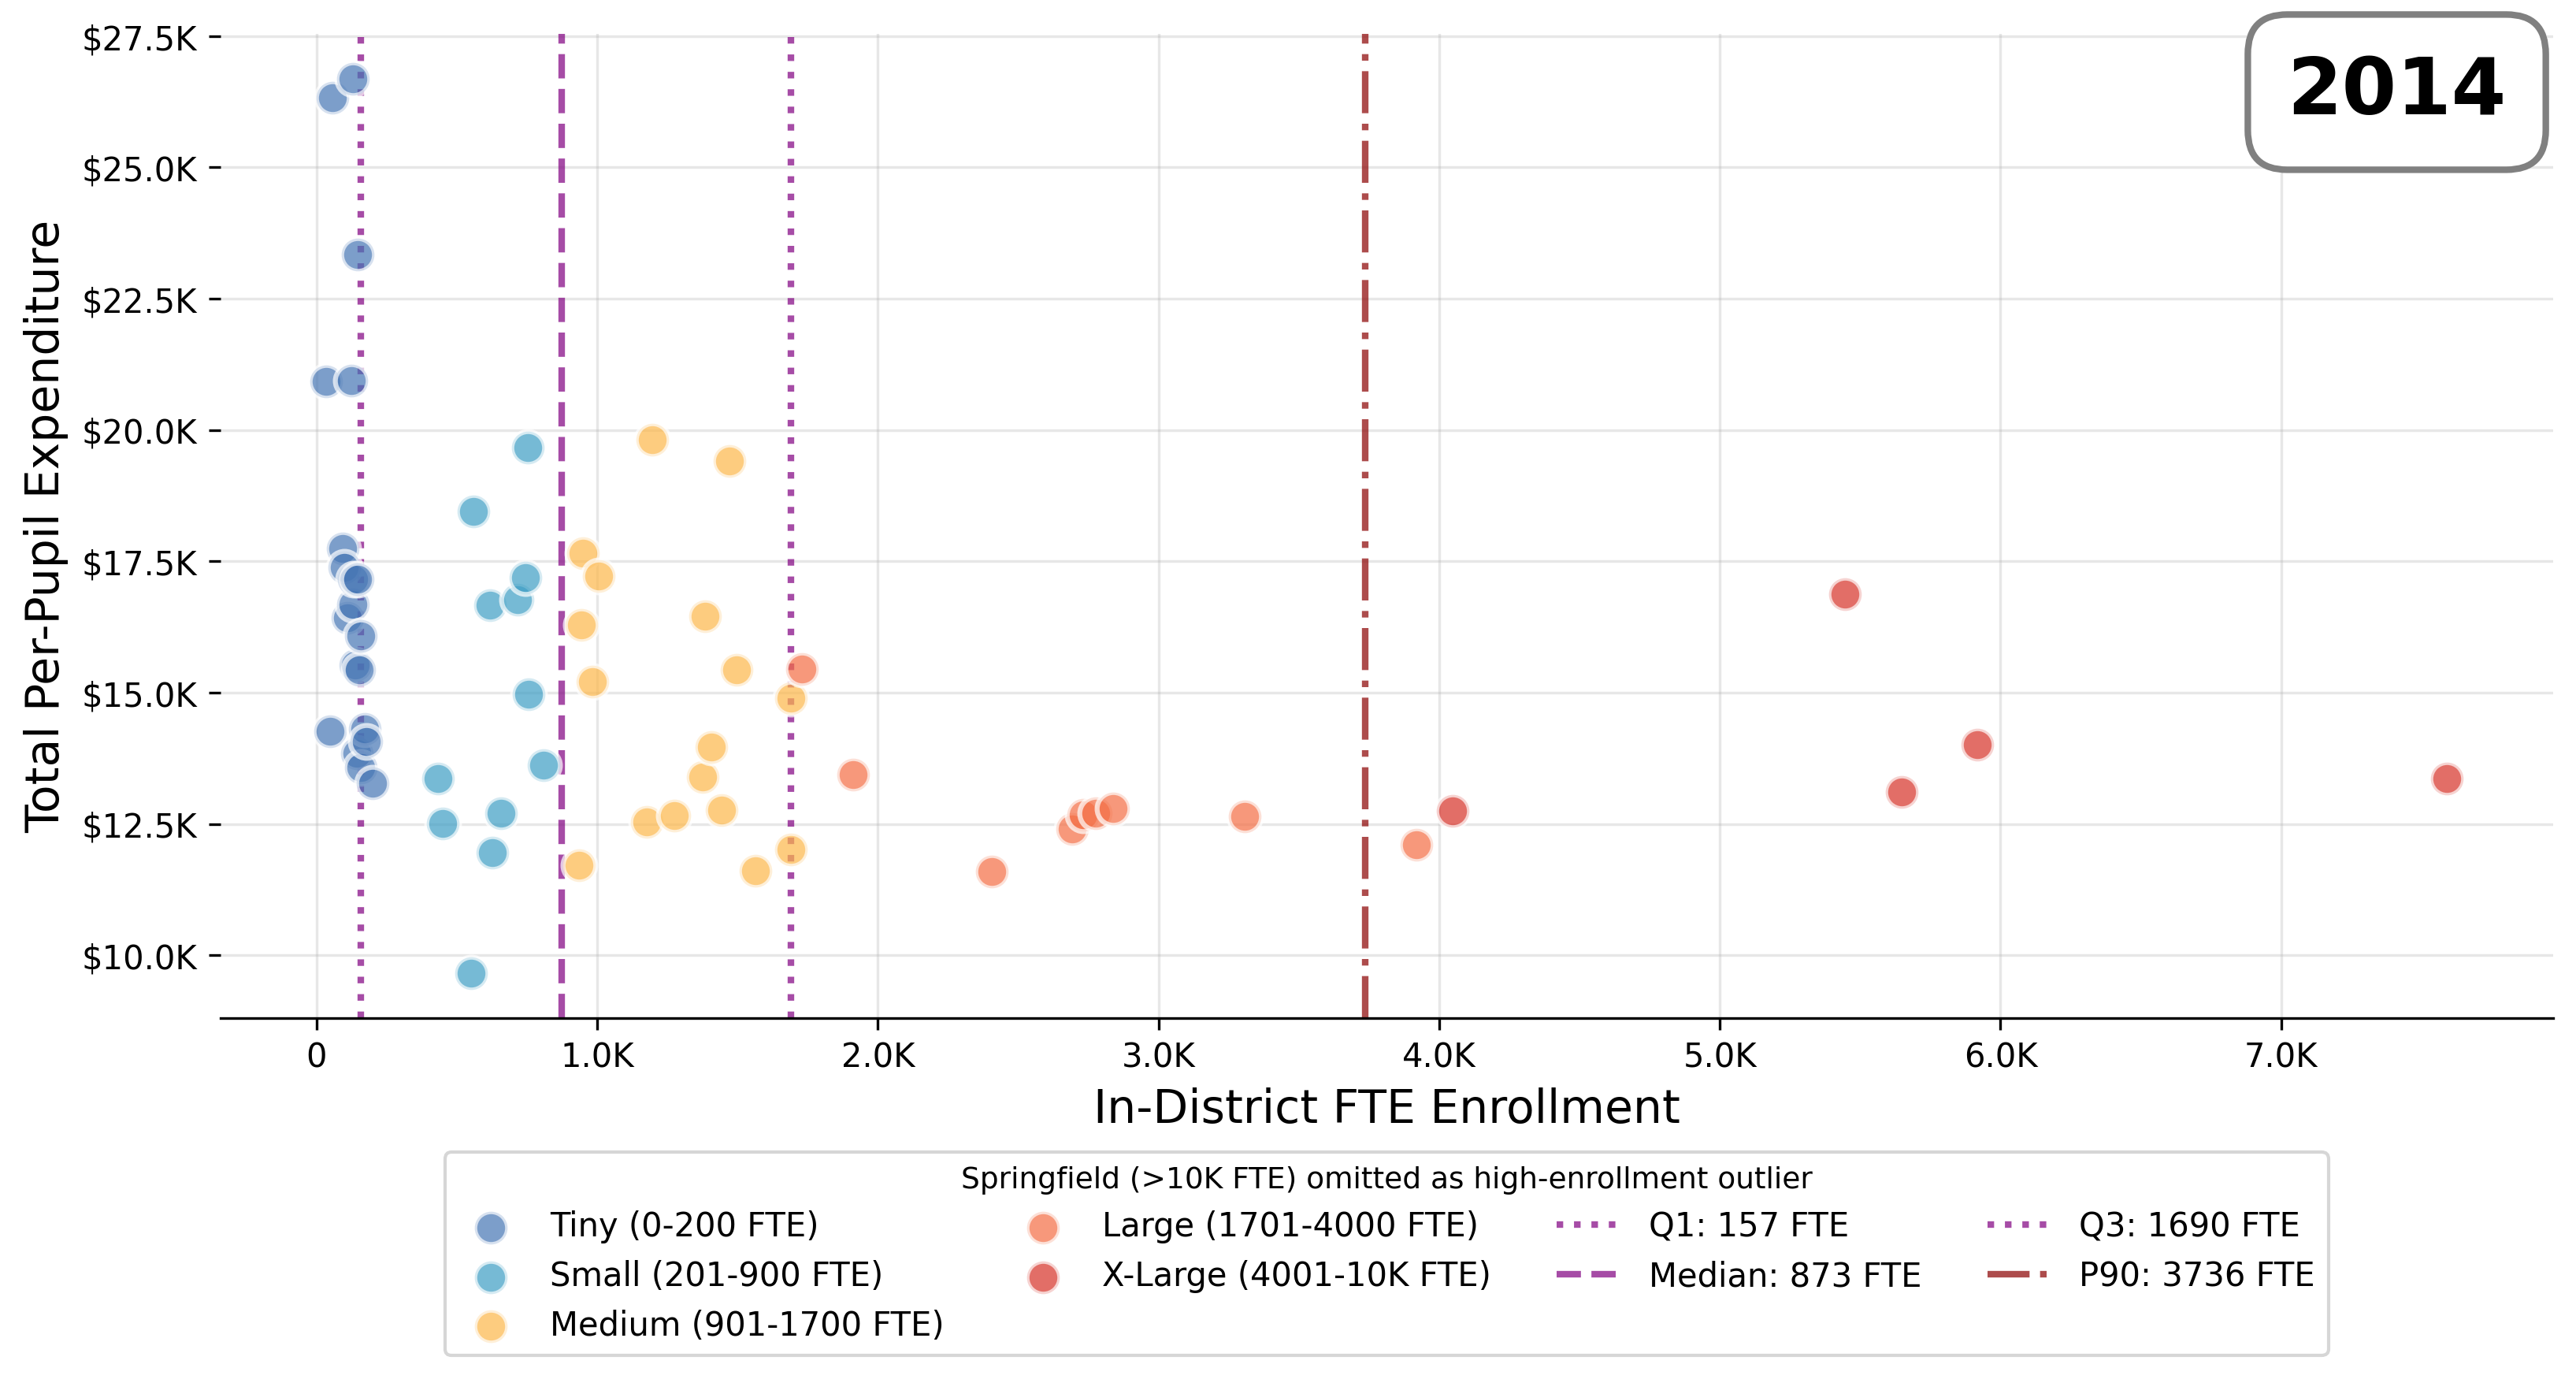 2014
Total Per-Pupil Expenditure
$27.5K
$25.0K
$22.5K
$20.0K
$17.5K
$15.0K
$12.5K
$10.0K
0 1.0K 2.0K 3.0K 4.0K 5.0K 6.0K 7.0K
In-District FTE Enrollment
Springfield (>10K FTE) omitted as high-enrollment outlier
Tiny (0-200 FTE)
Small (201-900 FTE)
Medium (901-1700 FTE)
Large (1701-4000 FTE)
X-Large (4001-10K FTE)
Q1: 157 FTE
Median: 873 FTE
Q3: 1690 FTE
P90: 3736 FTE